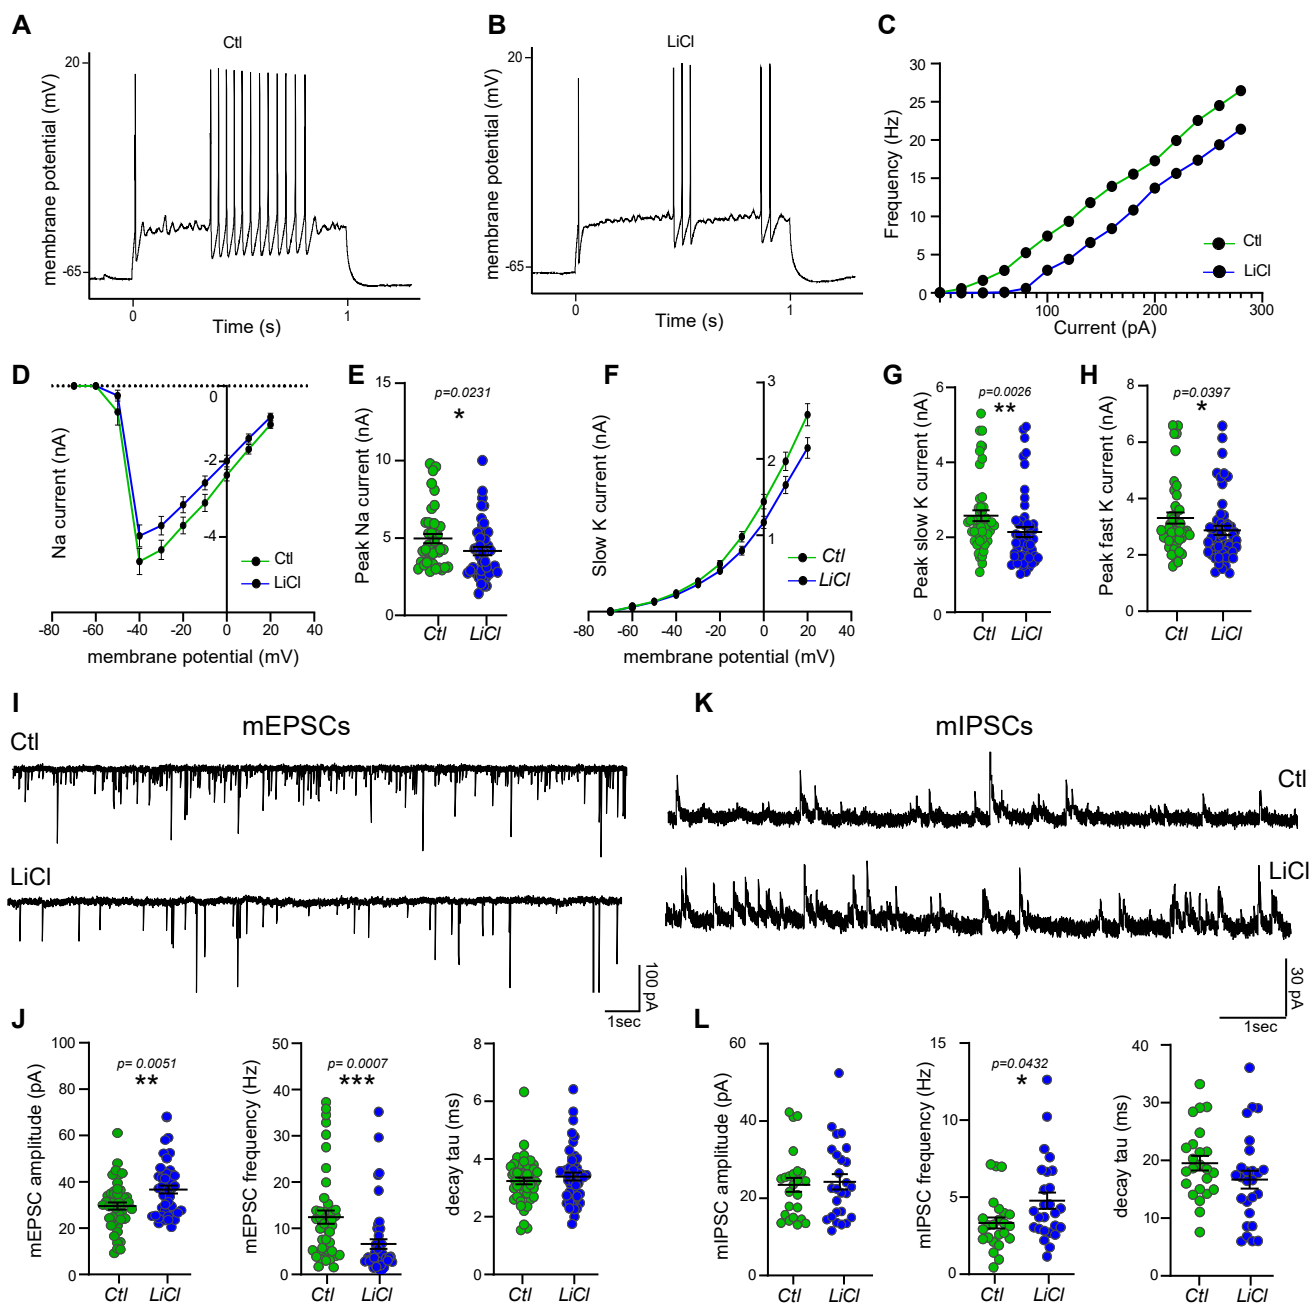 A
Ctl
membrane potential (mV)
20
-65
0
1
Time (s)
B
LiCl
membrane potential (mV)
20
-65
0
1
Time (s)
C
Frequency (Hz)
30
25
20
15
10
5
0
100
200
300
Current (pA)
Ctl
LiCl
D
Na current (nA)
0
-2
-4
Ctl
LiCl
-80
-60
-40
-20
0
20
40
membrane potential (mV)
E
Peak Na current (nA)
15
10
5
0
p=0.0231
*
Ctl
LiCl
F
Slow K current (nA)
3
2
1
Ctl
LiCl
-80
-60
-40
-20
0
20
40
membrane potential (mV)
G
Peak slow K current (nA)
6
4
2
0
p=0.0026
**
Ctl
LiCl
H
Peak fast K current (nA)
8
6
4
2
0
p=0.0397
*
Ctl
LiCl
I
mEPSCs
Ctl
LiCl
100 pA
1sec
K
mIPSCs
Ctl
LiCl
30 pA
1sec
J
mEPSC amplitude (pA)
100
80
60
40
20
0
p= 0.0051
**
Ctl
LiCl
mEPSC frequency (Hz)
50
40
30
20
10
0
p= 0.0007
***
Ctl
LiCl
decay tau (ms)
8
6
4
2
0
Ctl
LiCl
L
mIPSC amplitude (pA)
60
40
20
0
Ctl
LiCl
mIPSC frequency (Hz)
15
10
5
0
p=0.0432
*
Ctl
LiCl
decay tau (ms)
40
30
20
10
0
Ctl
LiCl